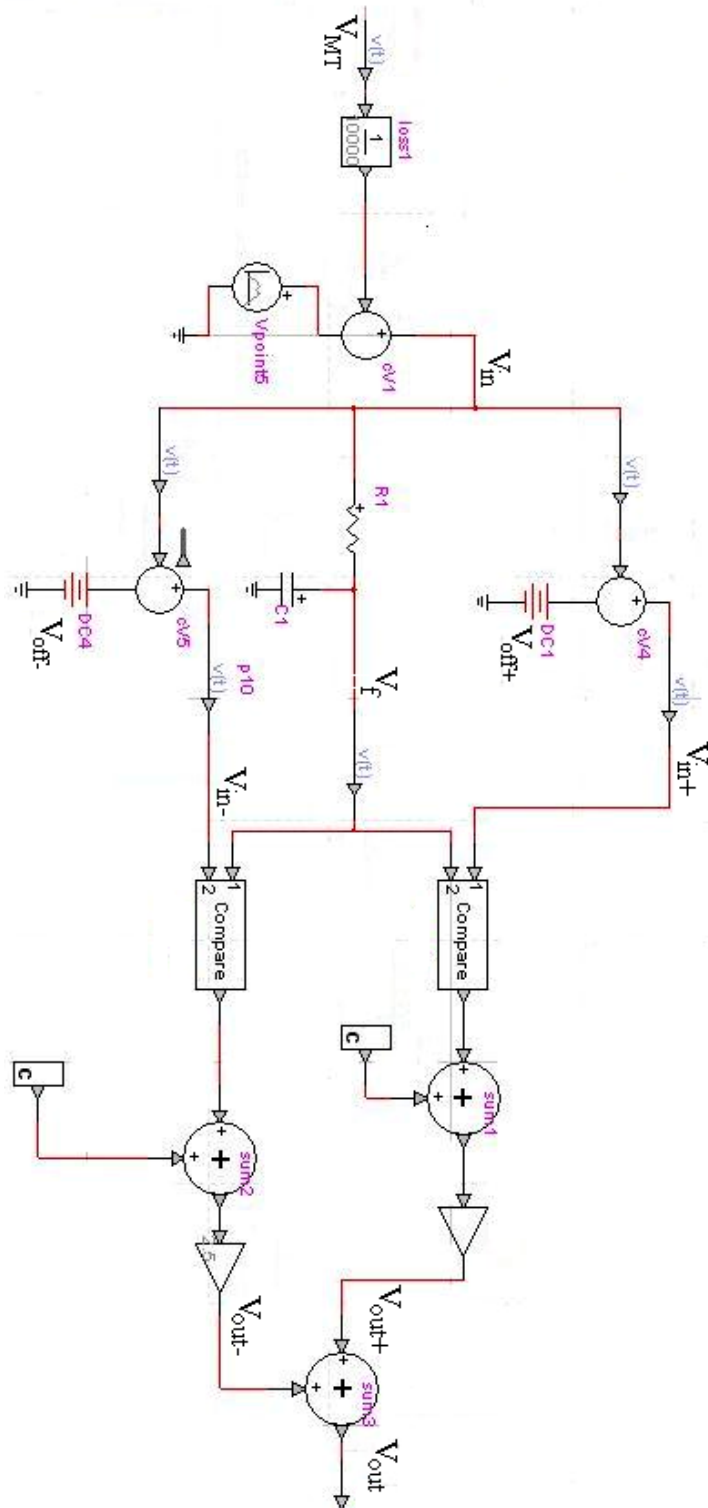 V_MT
v(t)
loss1
1
10000
Vpoint5
+
cV1
+
V_in
v(t)
cV4
+
DC1
V_off+
v(t)
V_in+
R1
+
C1
+
V_f
v(t)
v(t)
cV5
+
DC4
V_off-
p10
v(t)
V_in-
1
2
Compare
1
2
Compare
c
+
+
+
sum1
V_out+
c
+
+
+
sum2
V_out-
+
+
+
sum3
V_out